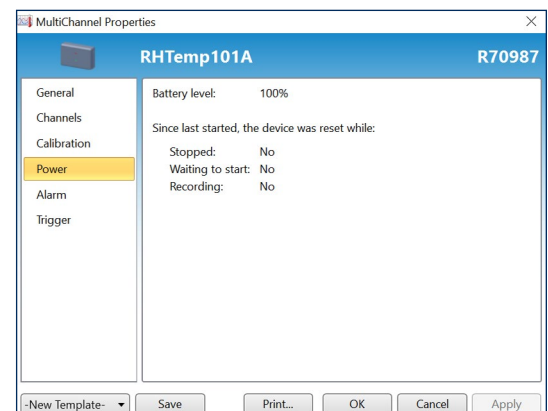 MultiChannel Properties
RHTemp101A R70987
General
Channels
Calibration
Power
Alarm
Trigger
Battery level: 100%
Since last started, the device was reset while:
Stopped: No
Waiting to start: No
Recording: No
-New Template- Save Print... OK Cancel Apply